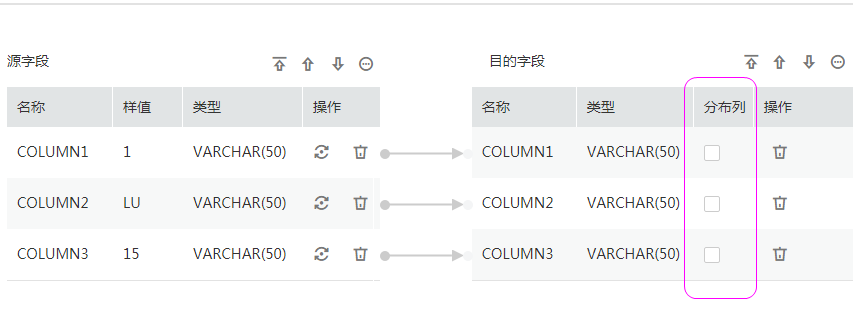 源字段 目的字段
名称 样值 类型 操作 名称 类型 分布列 操作
COLUMN1 1 VARCHAR(50) COLUMN1 VARCHAR(50)
COLUMN2 LU VARCHAR(50) COLUMN2 VARCHAR(50)
COLUMN3 15 VARCHAR(50) COLUMN3 VARCHAR(50)